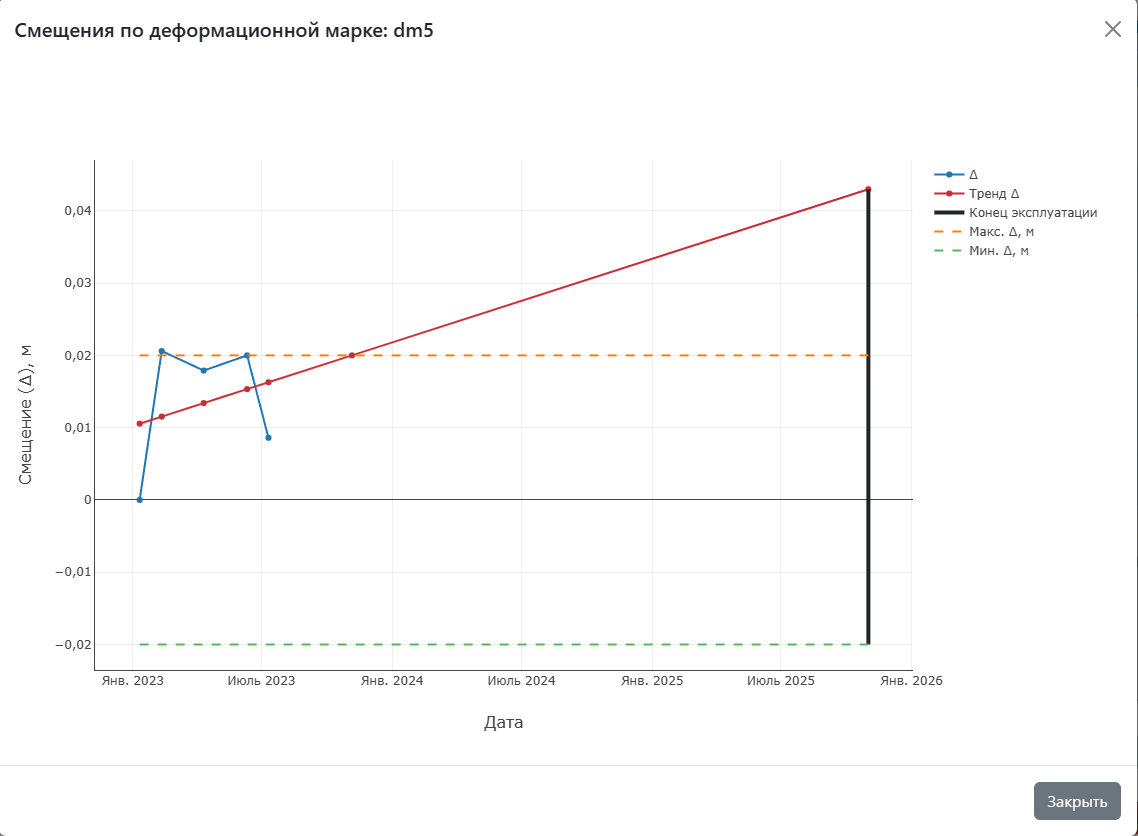 Смещения по деформационной марке: dm5
Δ
Тренд Δ
Конец эксплуатации
Макс. Δ, м
Мин. Δ, м
0,04
0,03
0,02
0,01
0
−0,01
−0,02
Смещение (Δ), м
Янв. 2023
Июль 2023
Янв. 2024
Июль 2024
Янв. 2025
Июль 2025
Янв. 2026
Дата
Закрыть